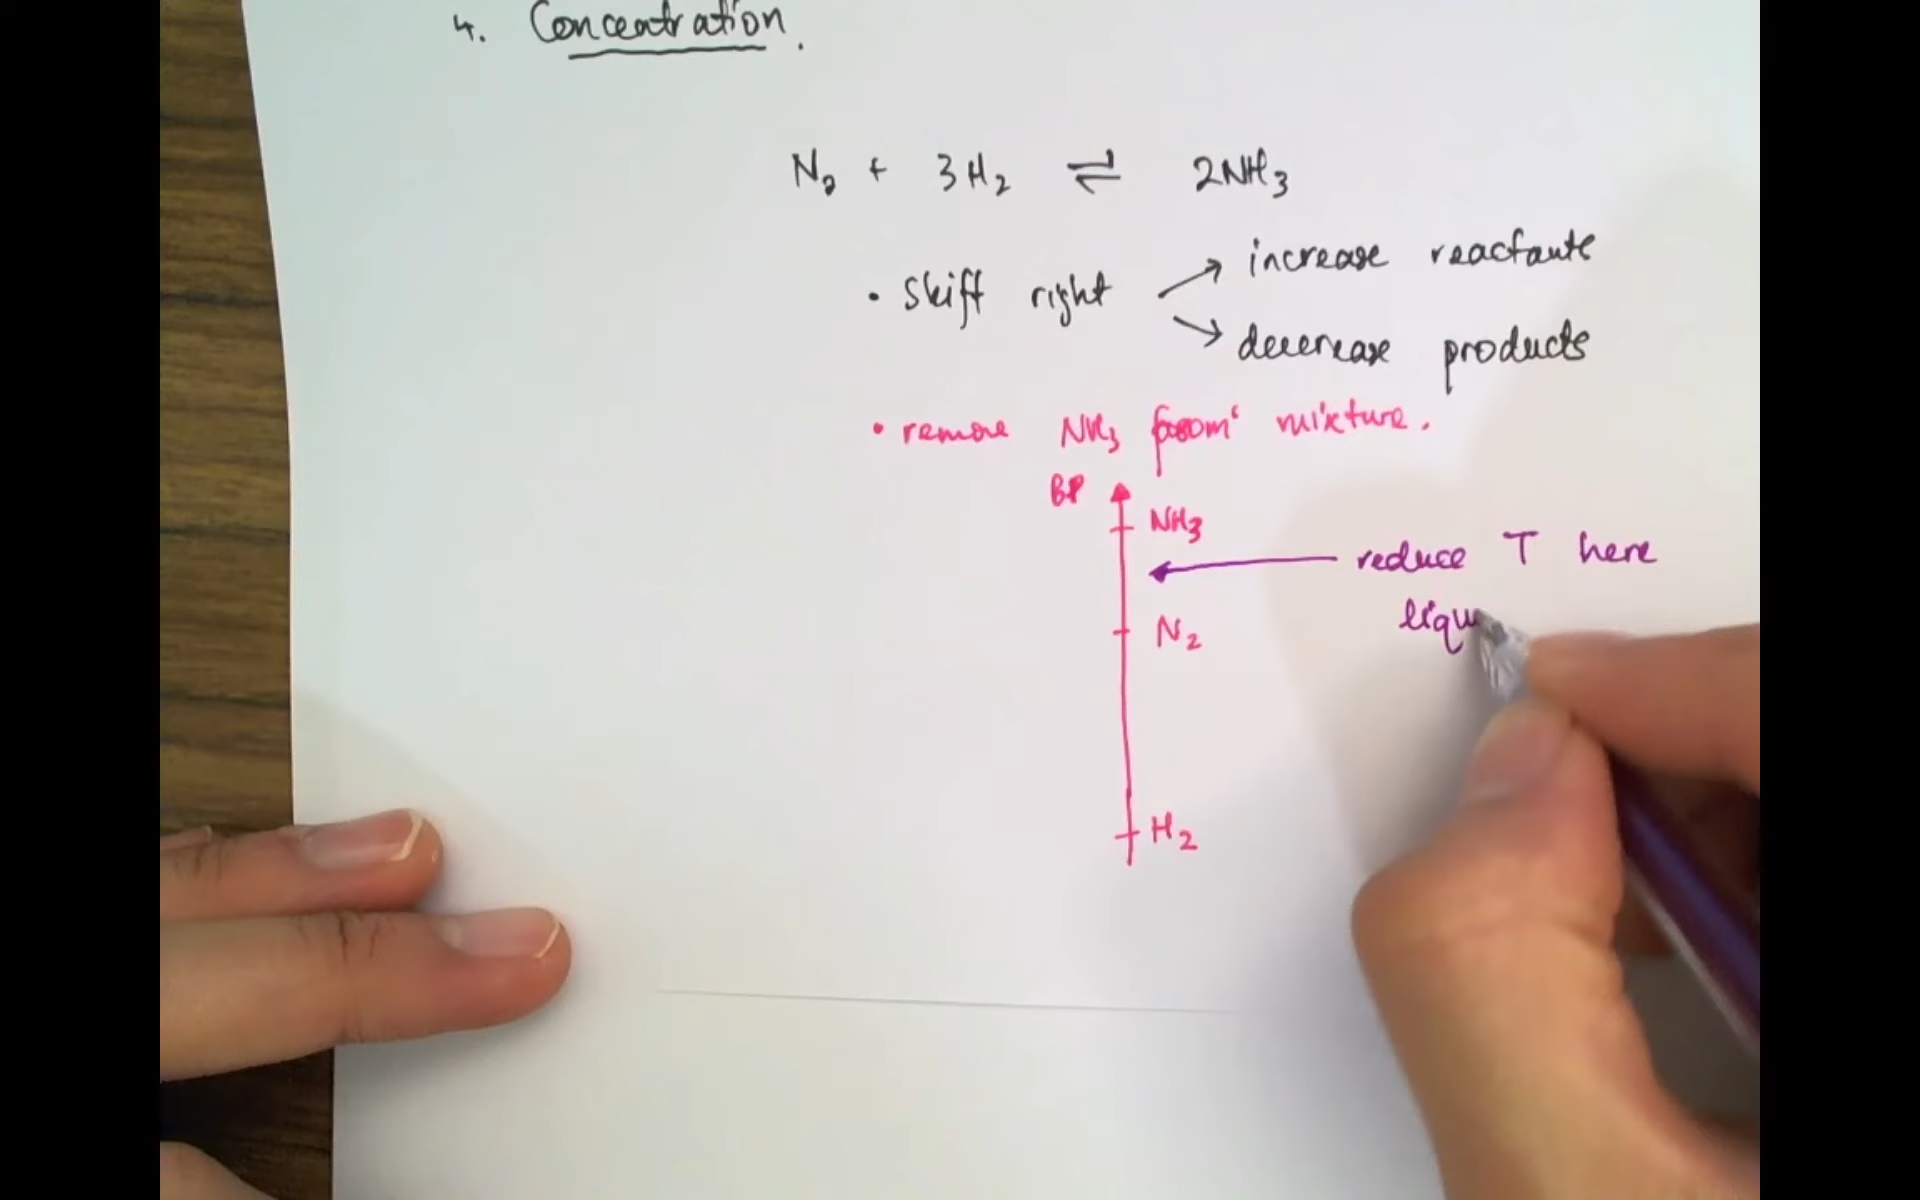 4. Concentration.
N₂ + 3H₂ ⇌ 2NH₃
• shift right → increase reactants
→ decrease products
• remove NH₃ from mixture.
BP
NH₃
reduce T here
liqu
N₂
H₂